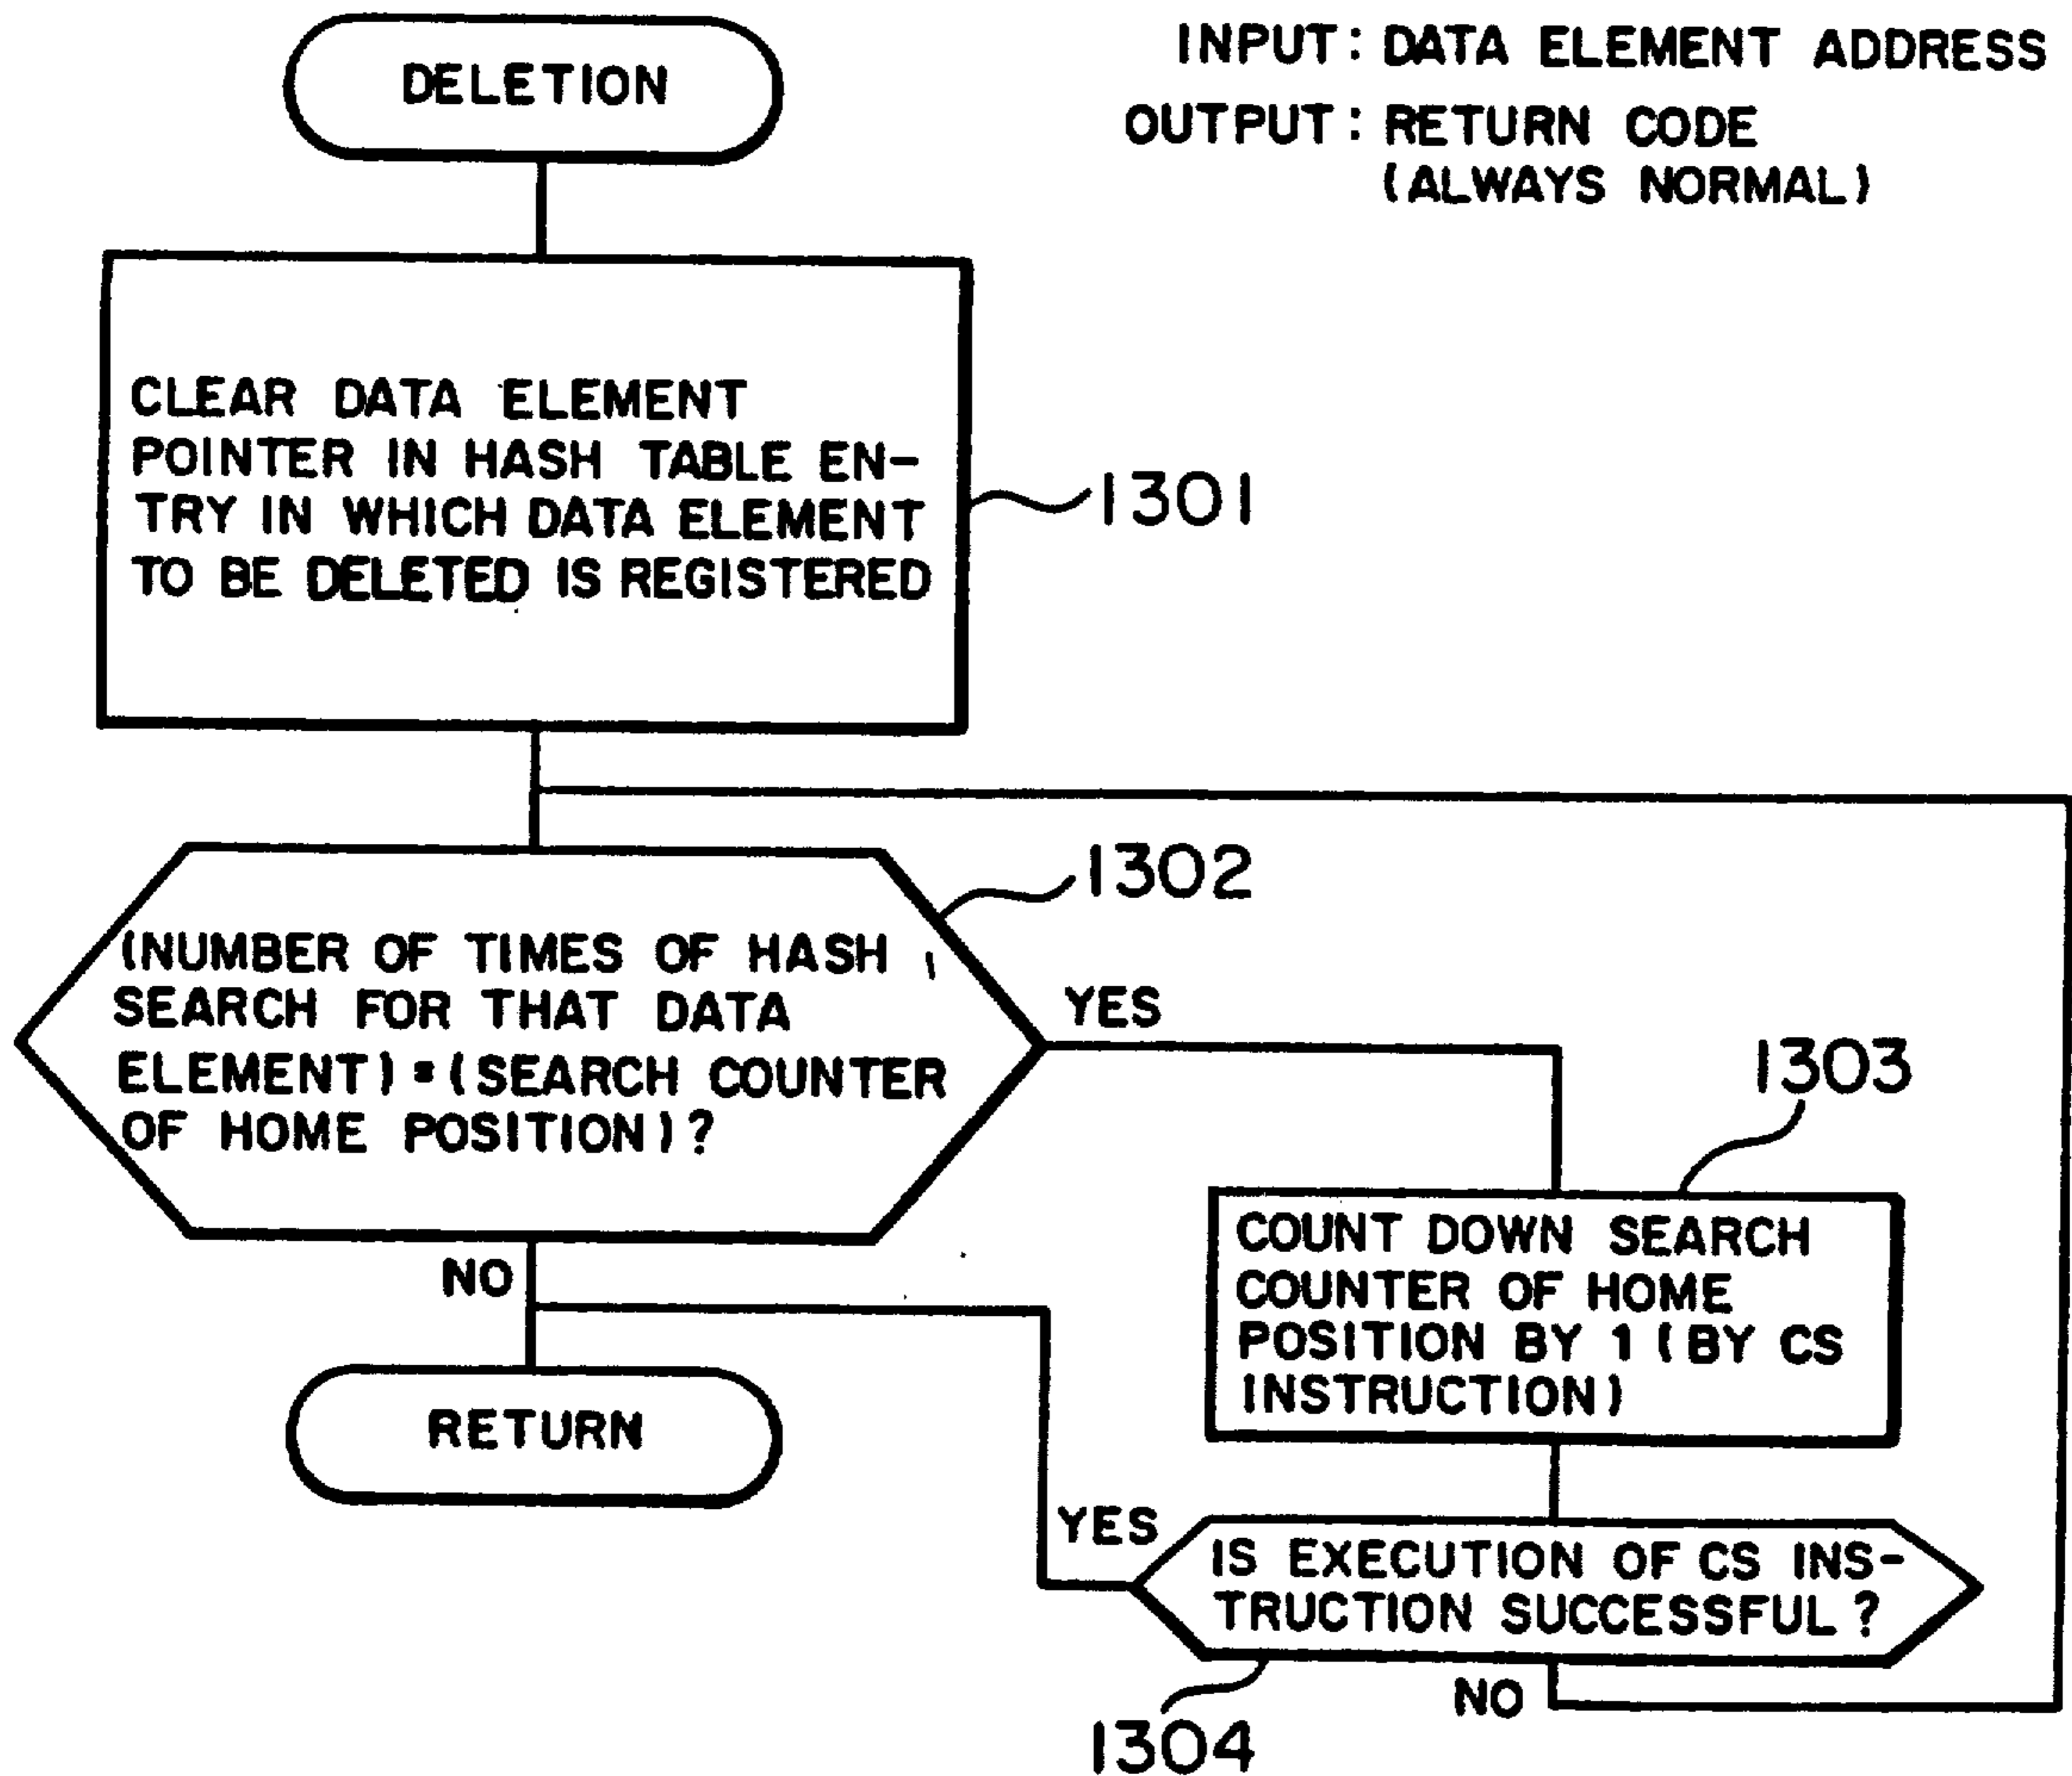 DELETION
INPUT: DATA ELEMENT ADDRESS
OUTPUT: RETURN CODE
(ALWAYS NORMAL)
CLEAR DATA ELEMENT
POINTER IN HASH TABLE EN-
TRY IN WHICH DATA ELEMENT
TO BE DELETED IS REGISTERED
1301
1302
(NUMBER OF TIMES OF HASH
SEARCH FOR THAT DATA
ELEMENT) = (SEARCH COUNTER
OF HOME POSITION)?
YES
NO
1303
COUNT DOWN SEARCH
COUNTER OF HOME
POSITION BY 1 (BY CS
INSTRUCTION)
RETURN
YES
IS EXECUTION OF CS INS-
TRUCTION SUCCESSFUL?
NO
1304